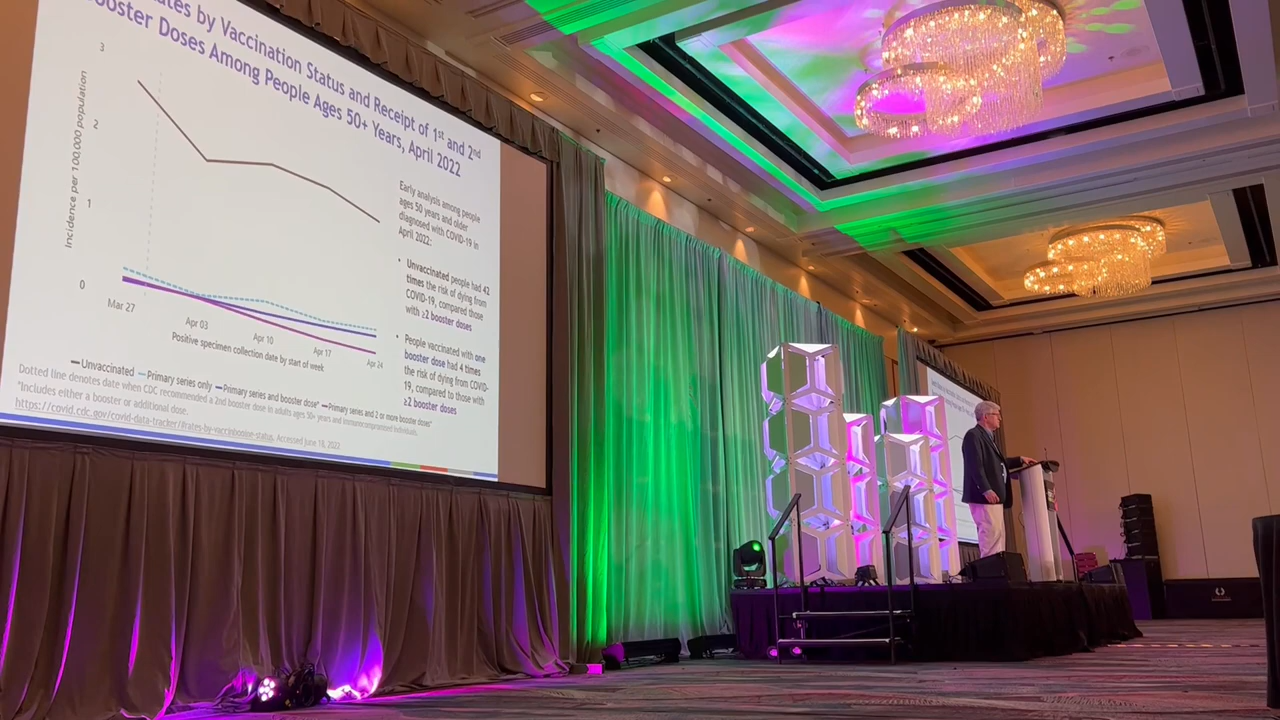 by Vaccination Status and Receipt of 1st and 2nd
Booster Doses Among People Ages 50+ Years, April 2022
3
2
1
0
Incidence per 100,000 population
Mar 27
Apr 03
Apr 10
Apr 17
Apr 24
Positive specimen collection date by start of week
Unvaccinated Primary series only Primary series and booster dose* Primary series and 2 or more booster doses*
Dotted line denotes date when CDC recommended a 2nd booster dose in adults ages 50+ years and immunocompromised individuals.
*Includes either a booster or additional dose.
https://covid.cdc.gov/covid-data-tracker/#rates-by-vaccine-status. Accessed June 18, 2022
Early analysis among people
ages 50 years and older
diagnosed with COVID-19 in
April 2022:
• Unvaccinated people had 42
times the risk of dying from
COVID-19, compared those
with ≥2 booster doses
• People vaccinated with one
booster dose had 4 times
the risk of dying from COVID-
19, compared to those with
≥2 booster doses